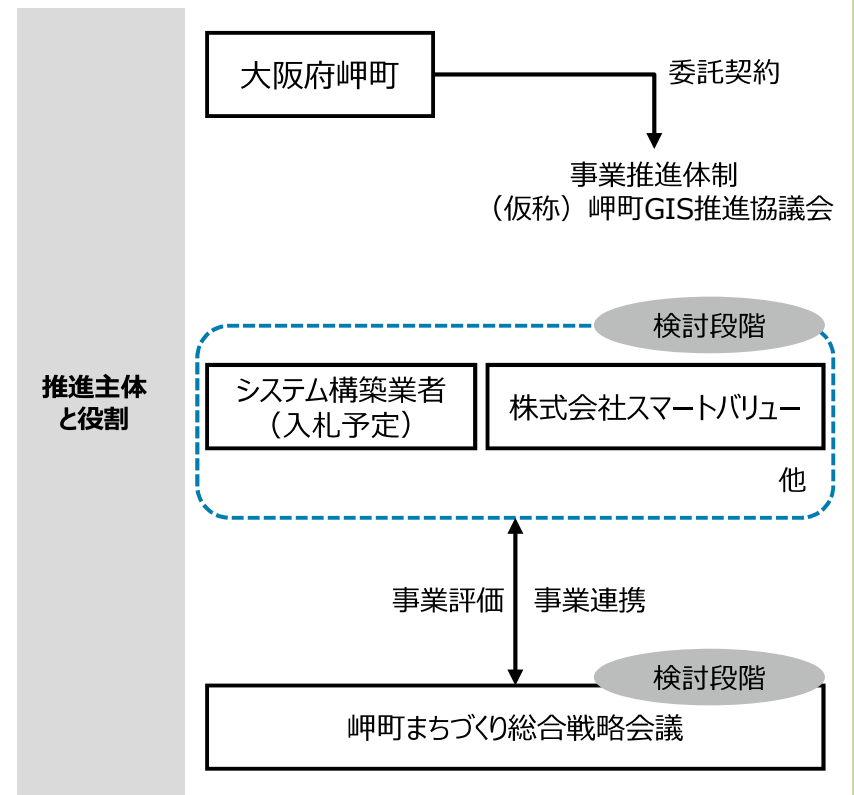 推進主体
と役割
大阪府岬町
委託契約
事業推進体制
（仮称）岬町GIS推進協議会
検討段階
システム構築業者
（入札予定）
株式会社スマートバリュー
他
事業評価
事業連携
検討段階
岬町まちづくり総合戦略会議